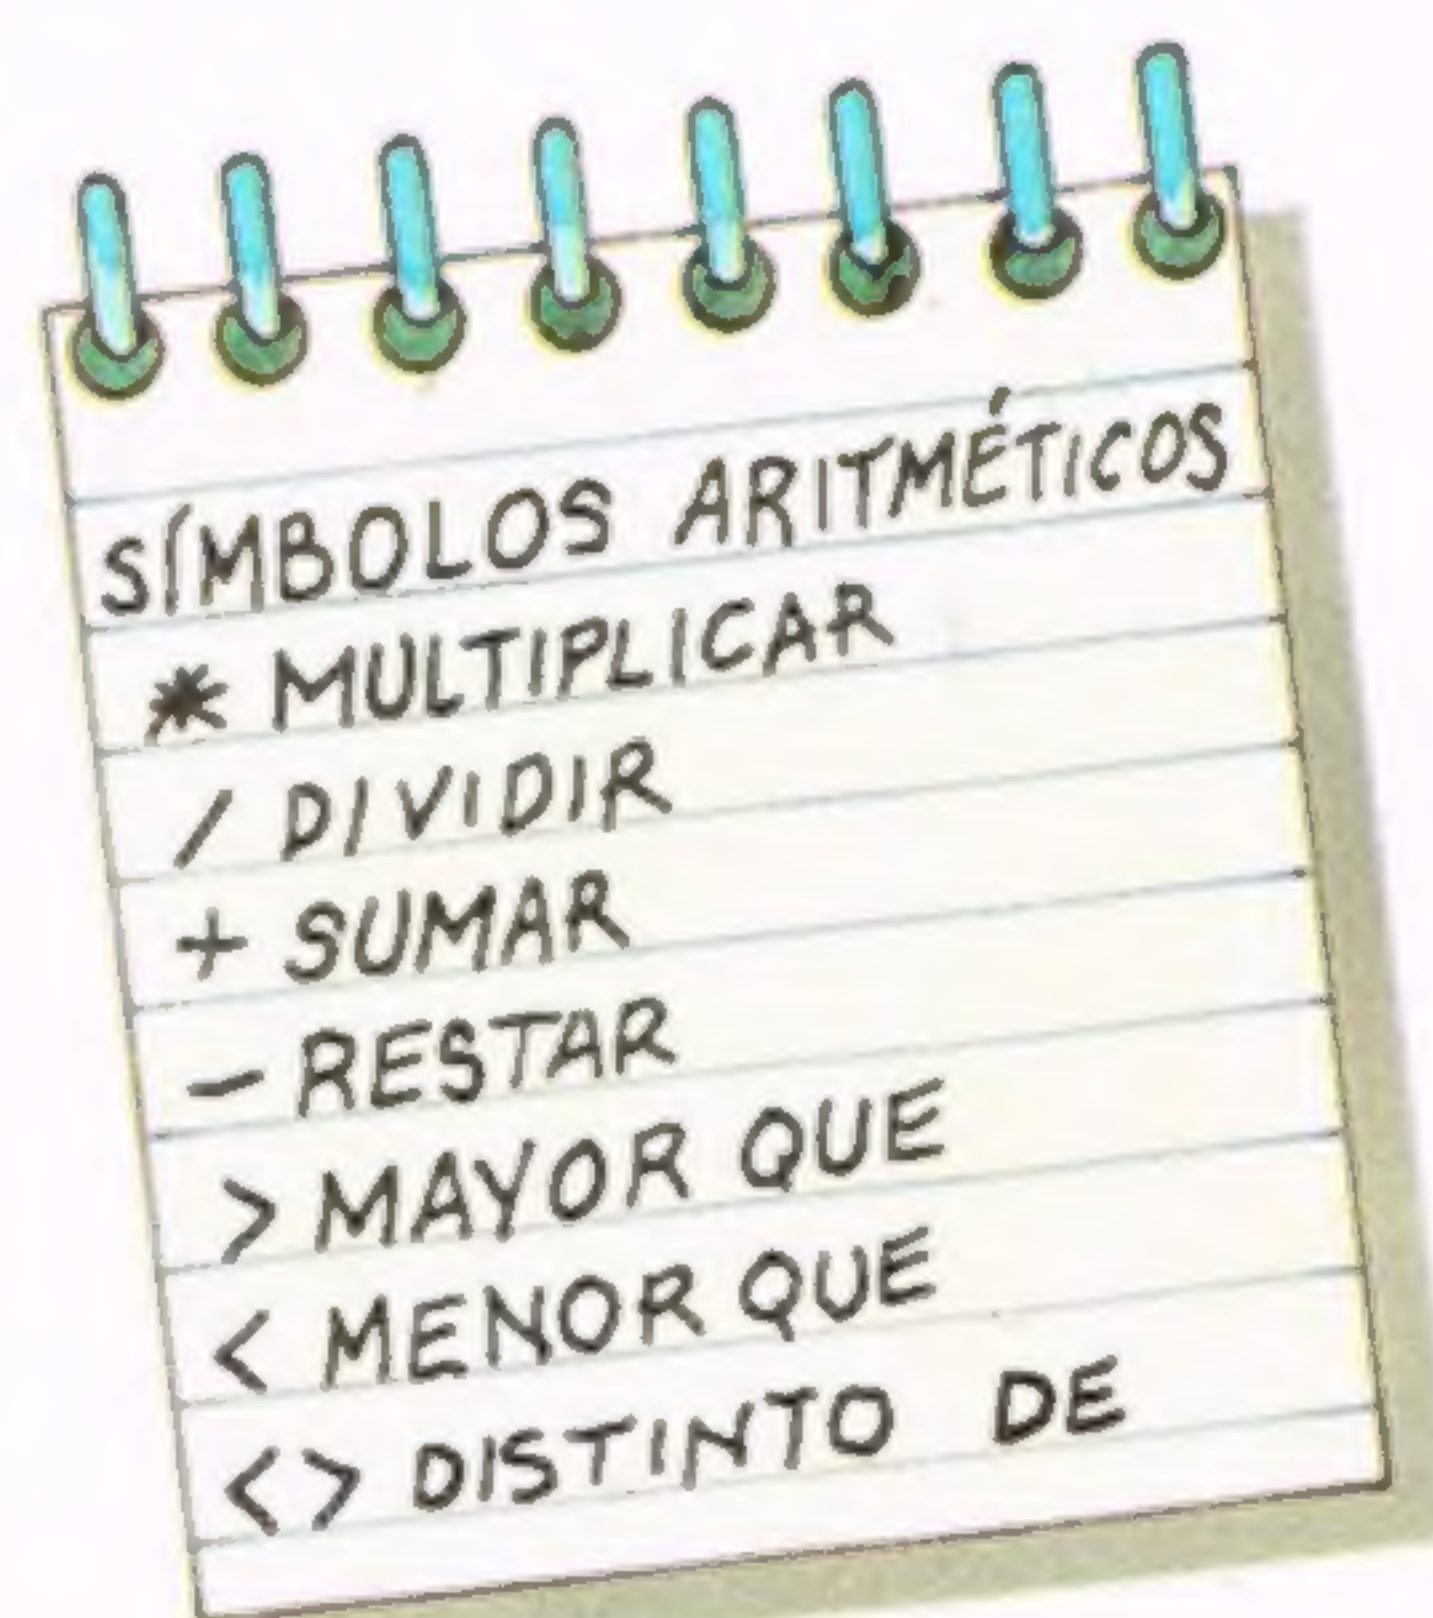 SÍMBOLOS ARITMÉTICOS
* MULTIPLICAR
/ DIVIDIR
+ SUMAR
- RESTAR
> MAYOR QUE
< MENOR QUE
<> DISTINTO DE